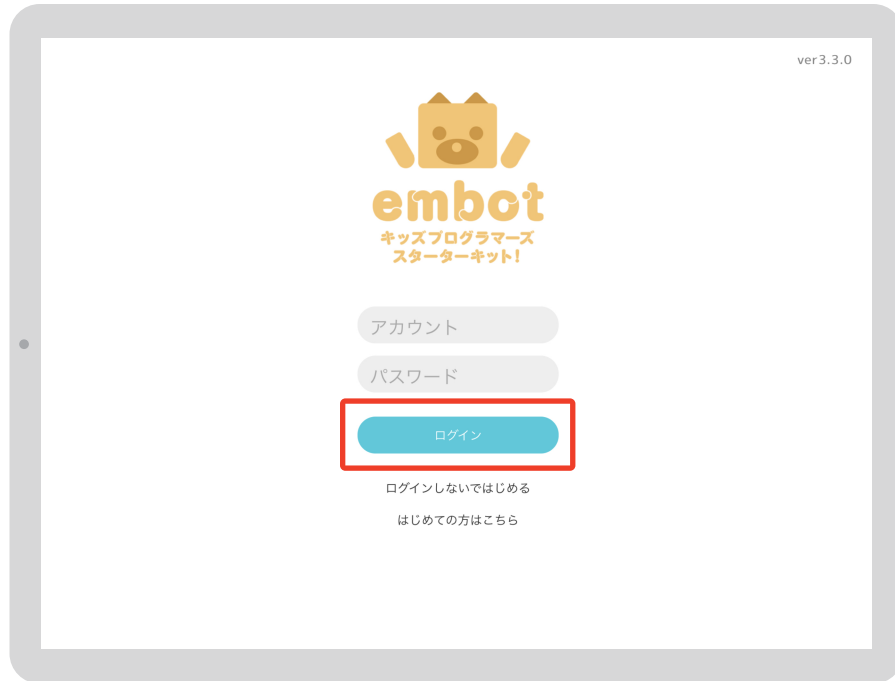 ver3.3.0
embot
キッズプログラマーズ
スターターキット!
アカウント
パスワード
ログイン
ログインしないではじめる
はじめての方はこちら